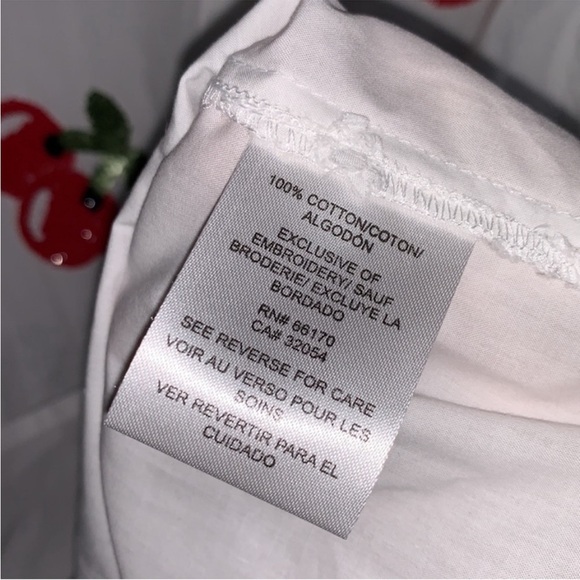 100% COTTON/COTON/
ALGODÓN
EXCLUSIVE OF
EMBROIDERY/ SAUF
BRODERIE/ EXCLUYE LA
BORDADO
RN# 66170
CA# 32054
SEE REVERSE FOR CARE
VOIR AU VERSO POUR LES
SOINS
VER REVERTIR PARA EL
CUIDADO